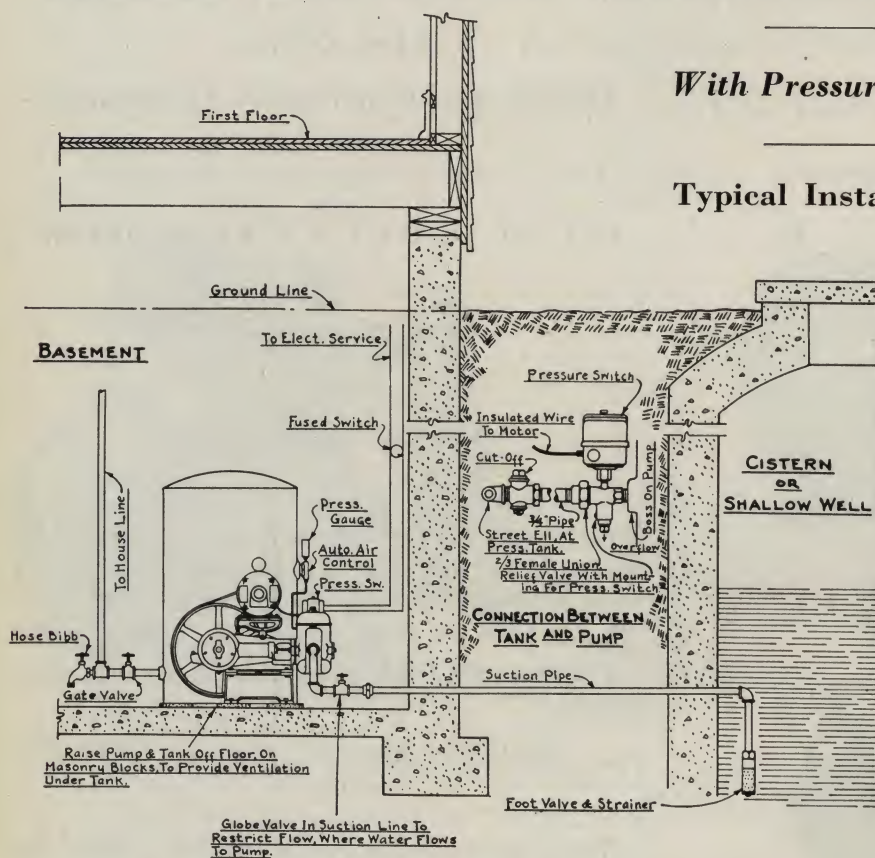 With Pressur
Typical Insta
First Floor
Ground Line
BASEMENT
To Elect. Service
Fused Switch
Pressure Switch
Insulated Wire
To Motor
Cut-Off
Boss On Pump
3/4" Pipe
Street Ell. At
Press. Tank.
Overflow
2/3 Female Union
Relief Valve With Mount-
ing For Press. Switch
CONNECTION BETWEEN
TANK AND PUMP
CISTERN
OR
SHALLOW WELL
To House Line
Press.
Gauge
Auto. Air
Control
Press. Sw.
Hose Bibb
Gate Valve
Suction Pipe
Raise Pump & Tank Off Floor, On
Masonry Blocks, To Provide Ventilation
Under Tank.
Foot Valve & Strainer
Globe Valve In Suction Line To
Restrict Flow, Where Water Flows
To Pump.